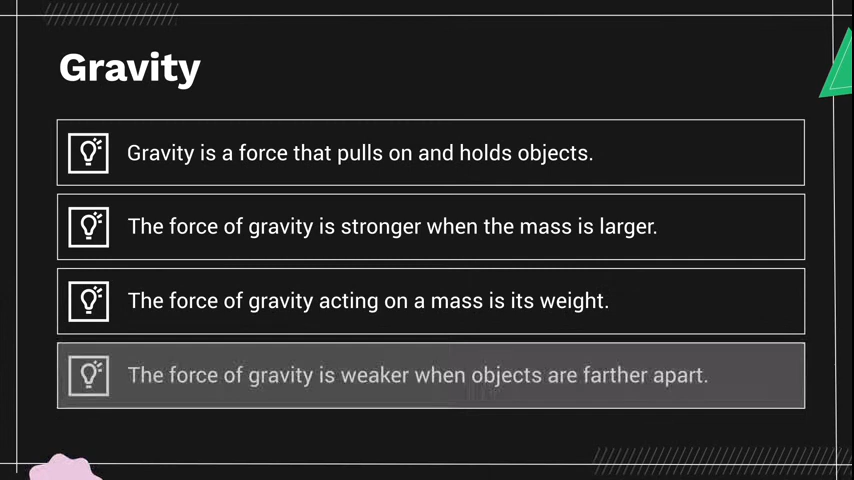 Gravity
Gravity is a force that pulls on and holds objects.
The force of gravity is stronger when the mass is larger.
The force of gravity acting on a mass is its weight.
The force of gravity is weaker when objects are farther apart.